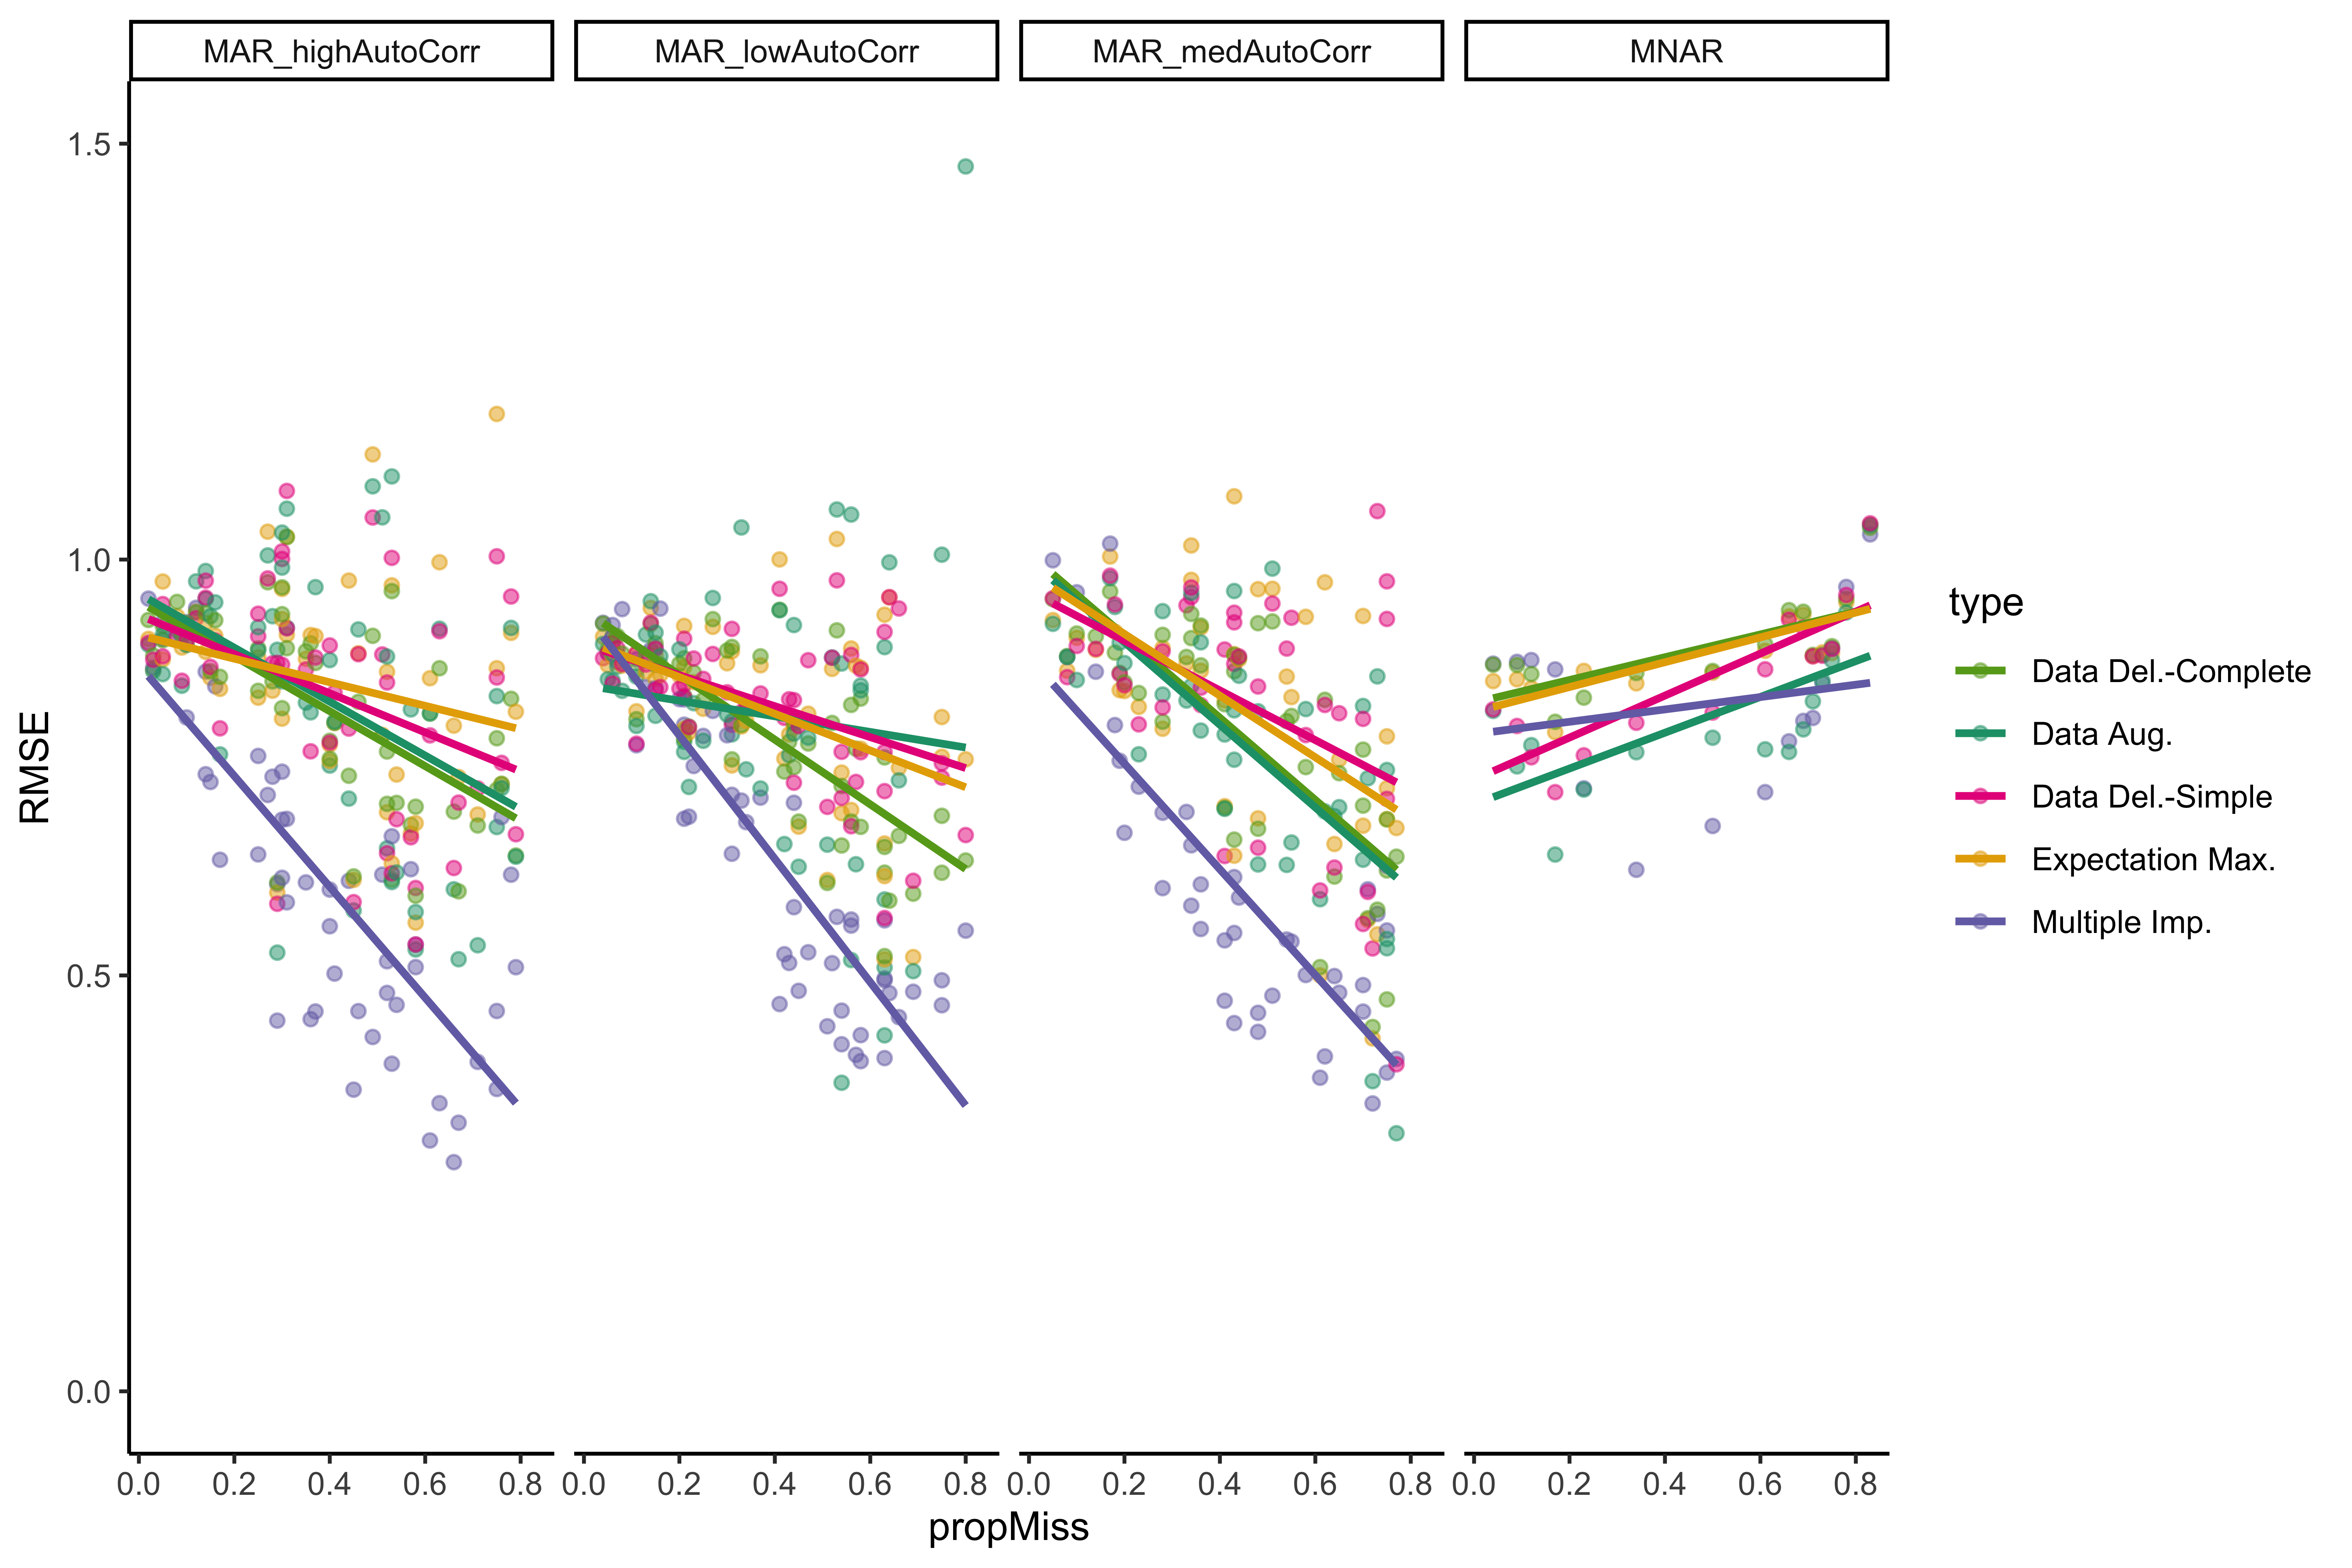 MAR_highAutoCorr MAR_lowAutoCorr MAR_medAutoCorr MNAR
1.5
1.0
0.5
0.0
RMSE
0.0 0.2 0.4 0.6 0.8 0.0 0.2 0.4 0.6 0.8 0.0 0.2 0.4 0.6 0.8 0.0 0.2 0.4 0.6 0.8
propMiss
type
Data Del.-Complete
Data Aug.
Data Del.-Simple
Expectation Max.
Multiple Imp.